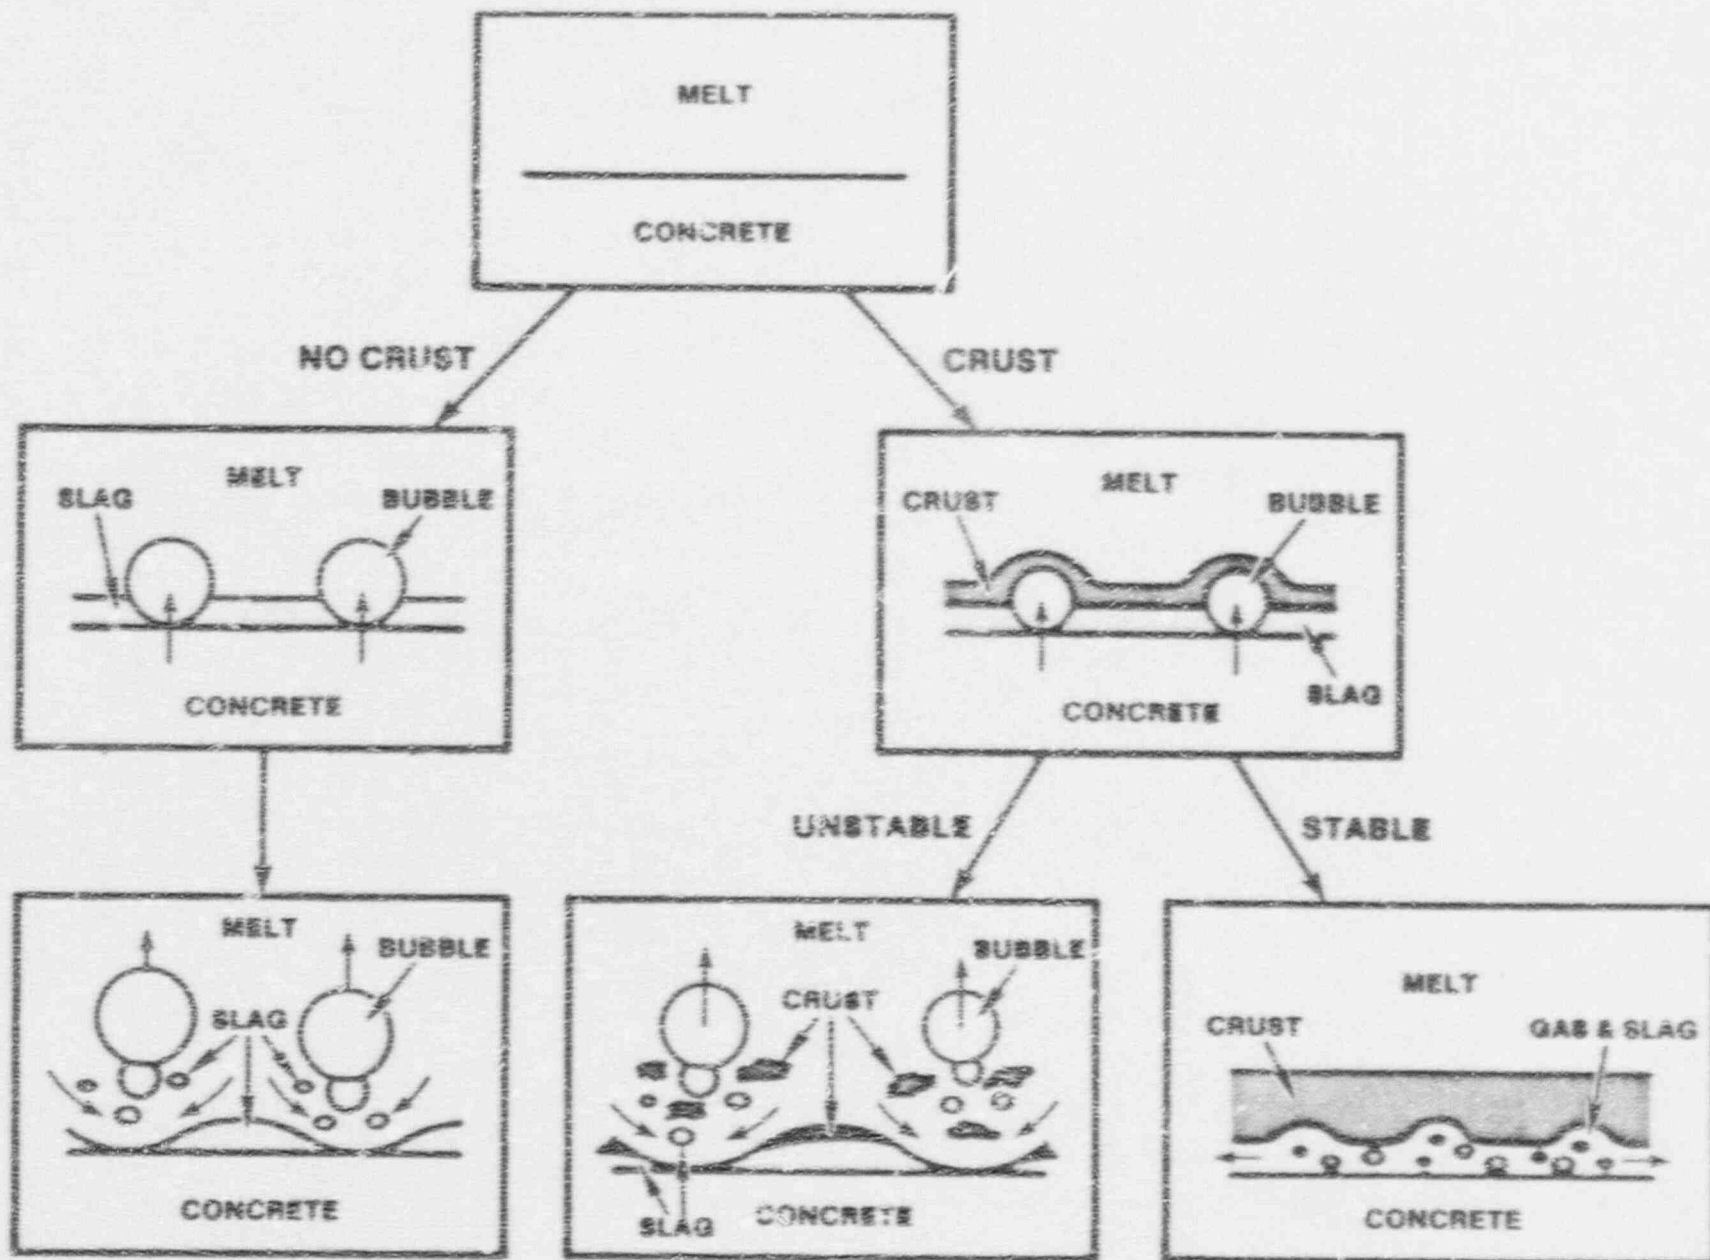 MELT
CONCRETE
NO CRUST
CRUST
MELT
SLAG
BUBBLE
CONCRETE
MELT
CRUST
BUBBLE
SLAG
CONCRETE
UNSTABLE
STABLE
MELT
BUBBLE
SLAG
CONCRETE
MELT
BUBBLE
CRUST
SLAG
CONCRETE
MELT
CRUST
GAS & SLAG
CONCRETE